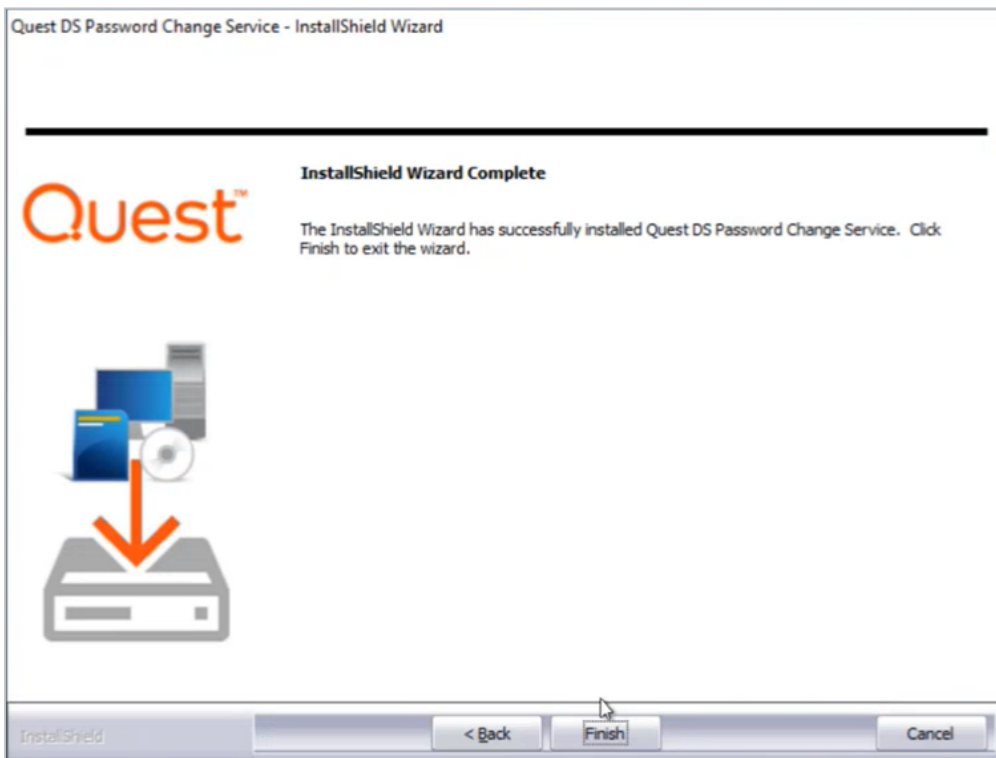 Quest DS Password Change Service - InstallShield Wizard
Quest™
InstallShield Wizard Complete
The InstallShield Wizard has successfully installed Quest DS Password Change Service. Click
Finish to exit the wizard.
InstallShield
< Back
Finish
Cancel